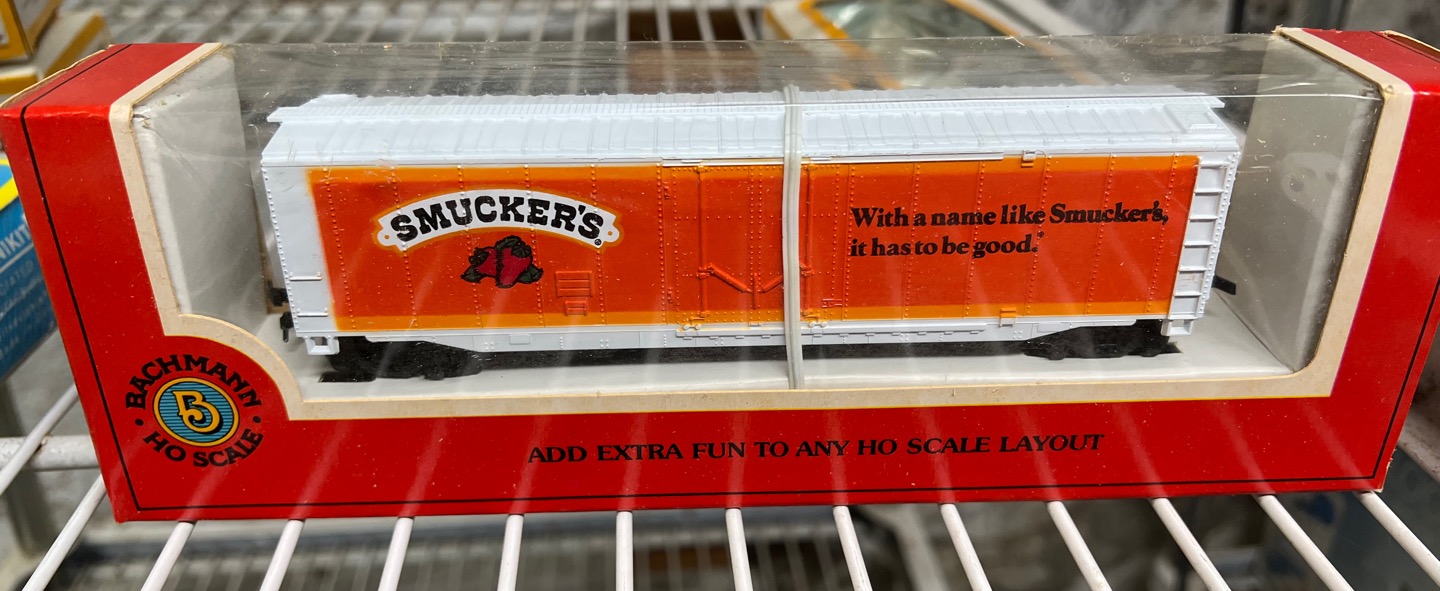 SMUCKER'S®
With a name like Smucker's,
it has to be good.®
BACHMANN
B
HO SCALE
ADD EXTRA FUN TO ANY HO SCALE LAYOUT